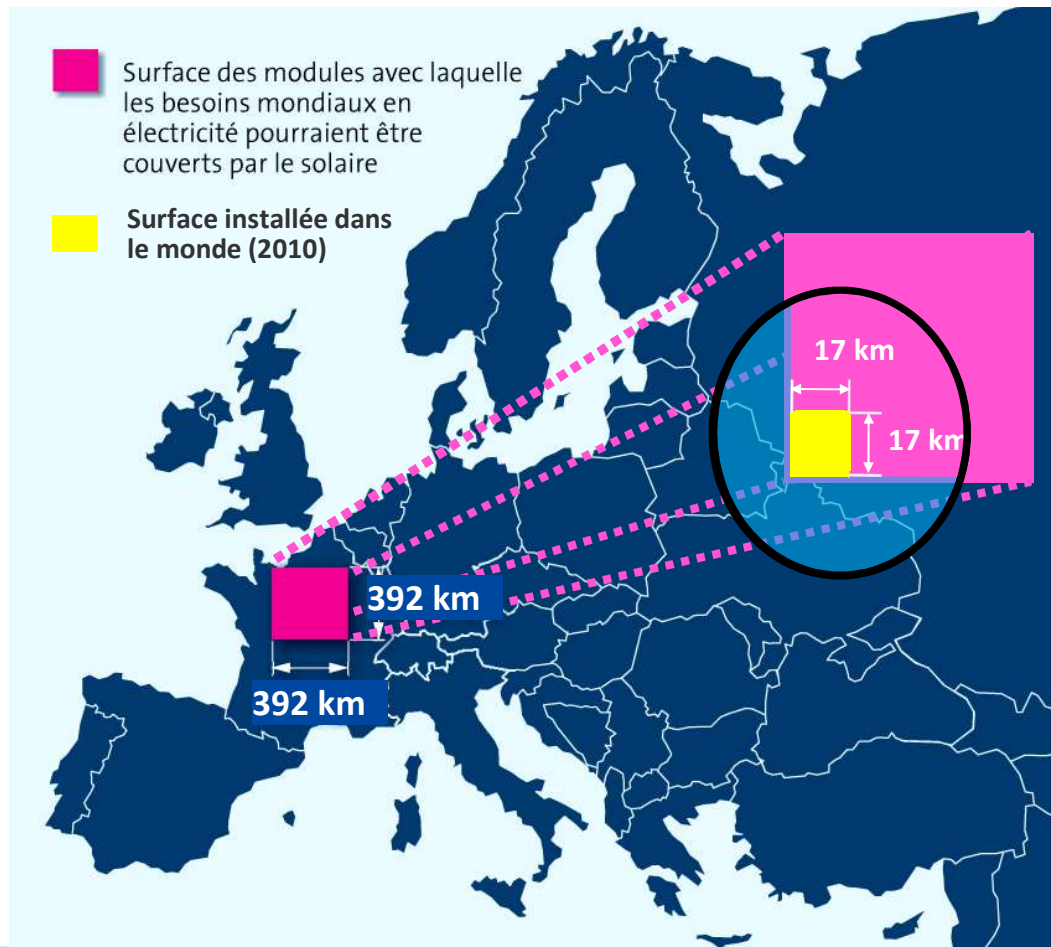 Surface des modules avec laquelle
les besoins mondiaux en
électricité pourraient être
couverts par le solaire
Surface installée dans
le monde (2010)
17 km
17 km
392 km
392 km